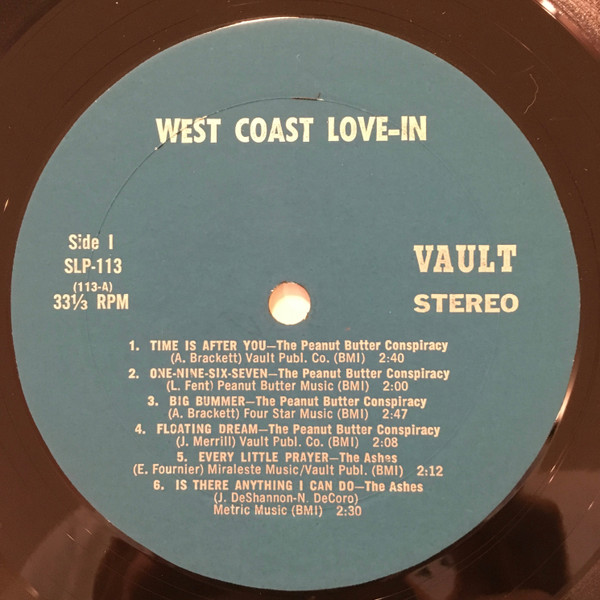 WEST COAST LOVE-IN
Side 1
SLP-113
(113-A)
33⅓ RPM
VAULT
STEREO
1. TIME IS AFTER YOU—The Peanut Butter Conspiracy
(A. Brackett) Vault Publ. Co. (BMI) 2:40
2. ONE-NINE-SIX-SEVEN—The Peanut Butter Conspiracy
(L. Fent) Peanut Butter Music (BMI) 2:00
3. BIG BUMMER—The Peanut Butter Conspiracy
(A. Brackett) Four Star Music (BMI) 2:47
4. FLOATING DREAM—The Peanut Butter Conspiracy
(J. Merrill) Vault Publ. Co. (BMI) 2:08
5. EVERY LITTLE PRAYER—The Ashes
(E. Fournier) Miraleste Music/Vault Publ. (BMI) 2:12
6. IS THERE ANYTHING I CAN DO—The Ashes
(J. DeShannon-N. DeCoro)
Metric Music (BMI) 2:30